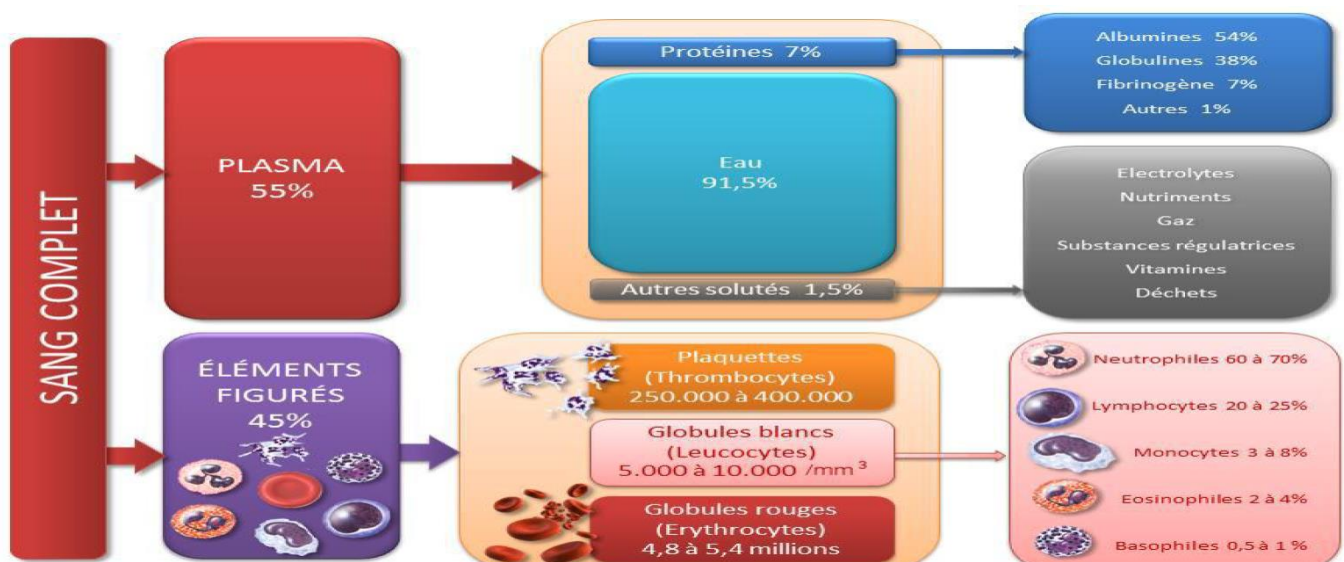 SANG COMPLET
PLASMA
55%
Protéines 7%
Eau
91,5%
Autres solutés 1,5%
Albumines 54%
Globulines 38%
Fibrinogène 7%
Autres 1%
Electrolytes
Nutriments
Gaz
Substances régulatrices
Vitamines
Déchets
ÉLÉMENTS
FIGURÉS
45%
Plaquettes
(Thrombocytes)
250.000 à 400.000
Globules blancs
(Leucocytes)
5.000 à 10.000 /mm³
Globules rouges
(Erythrocytes)
4,8 à 5,4 millions
Neutrophiles 60 à 70%
Lymphocytes 20 à 25%
Monocytes 3 à 8%
Eosinophiles 2 à 4%
Basophiles 0,5 à 1 %